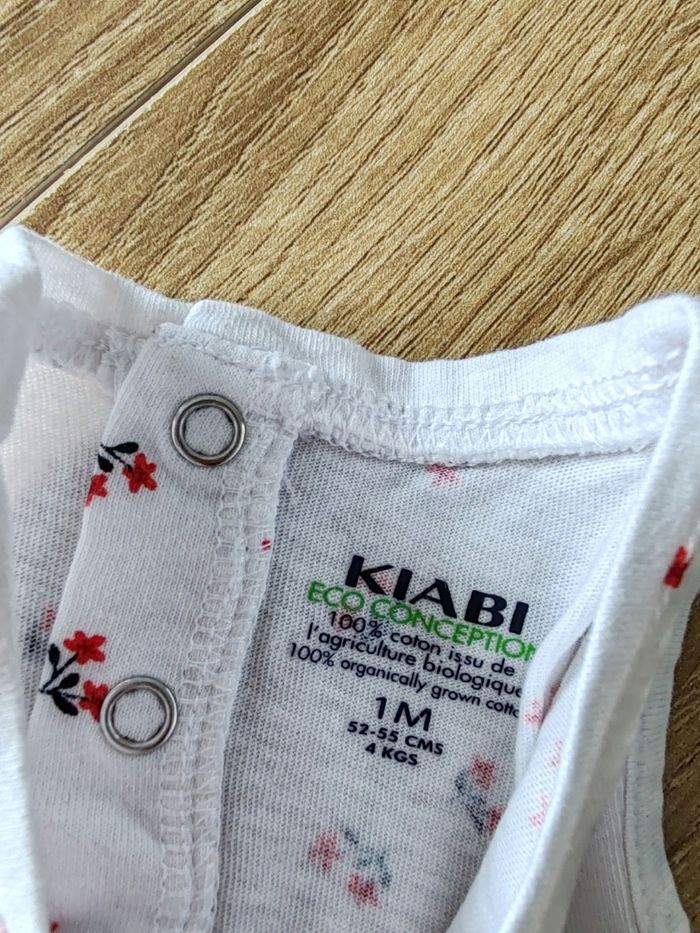 KIABI
ECO CONCEPTION
100% coton issu de
l'agriculture biologique
100% organically grown cotto
1M
52-55 CMS
4 KGS